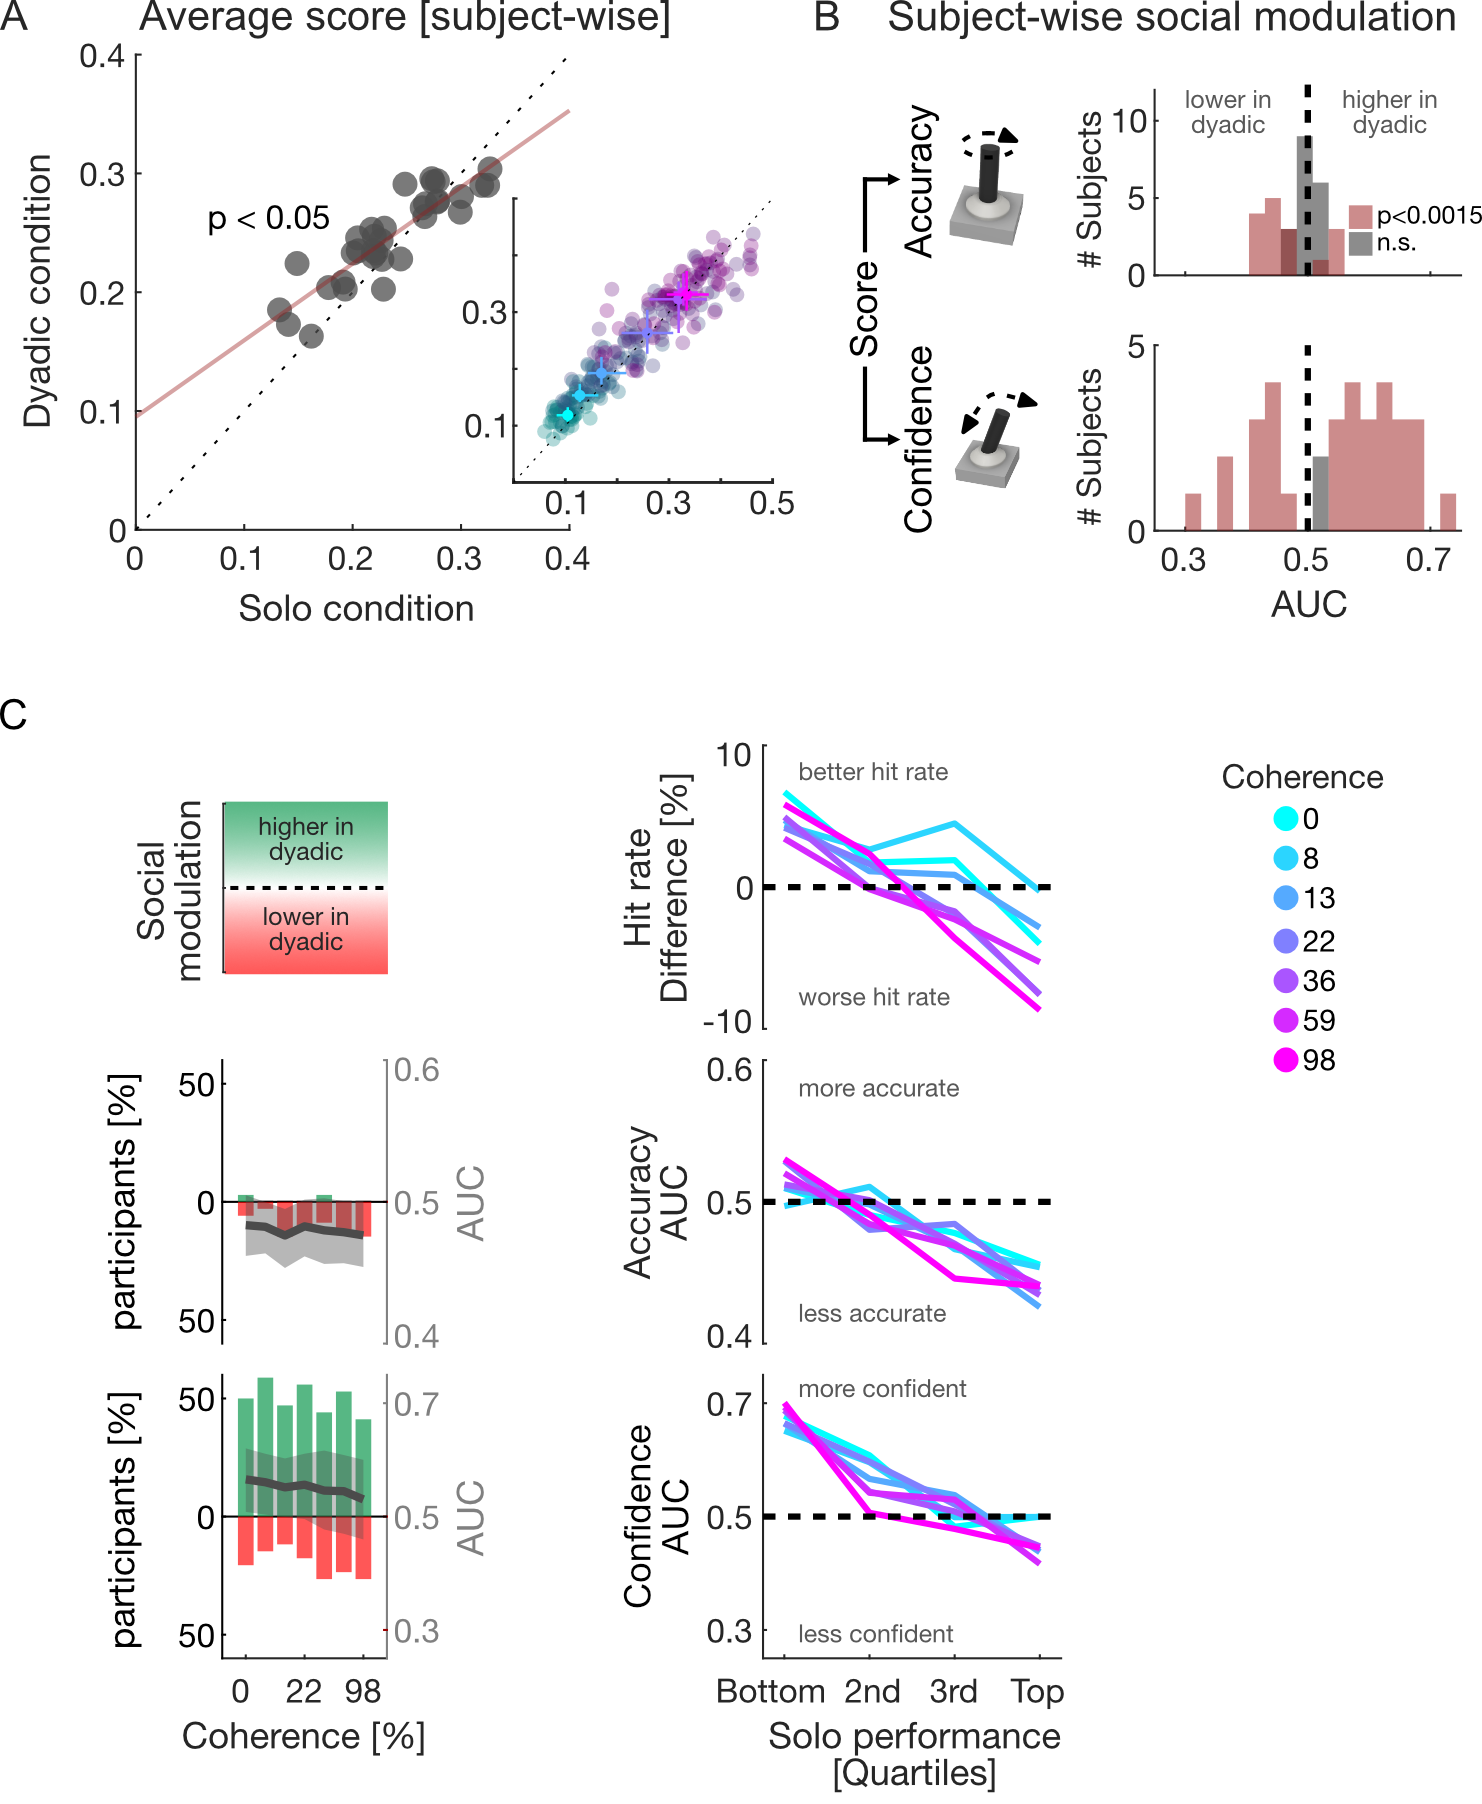 A
Average score [subject-wise]
0.4
0.3
0.2
0.1
0
Dyadic condition
p < 0.05
0.3
0.1
0.1
0.3
0.5
0
0.1
0.2
0.3
0.4
Solo condition
B
Subject-wise social modulation
Score
Accuracy
Confidence
# Subjects
10
5
0
lower in
dyadic
higher in
dyadic
p<0.0015
n.s.
# Subjects
5
0
0.3
0.5
0.7
AUC
C
Social
modulation
higher in
dyadic
lower in
dyadic
Hit rate
Difference [%]
10
0
-10
better hit rate
worse hit rate
Coherence
0
8
13
22
36
59
98
participants [%]
50
0
50
0.6
0.5
0.4
AUC
Accuracy
AUC
0.6
0.5
0.4
more accurate
less accurate
participants [%]
50
0
50
0.7
0.5
0.3
AUC
0
22
98
Coherence [%]
Confidence
AUC
0.7
0.5
0.3
more confident
less confident
Bottom
2nd
3rd
Top
Solo performance
[Quartiles]